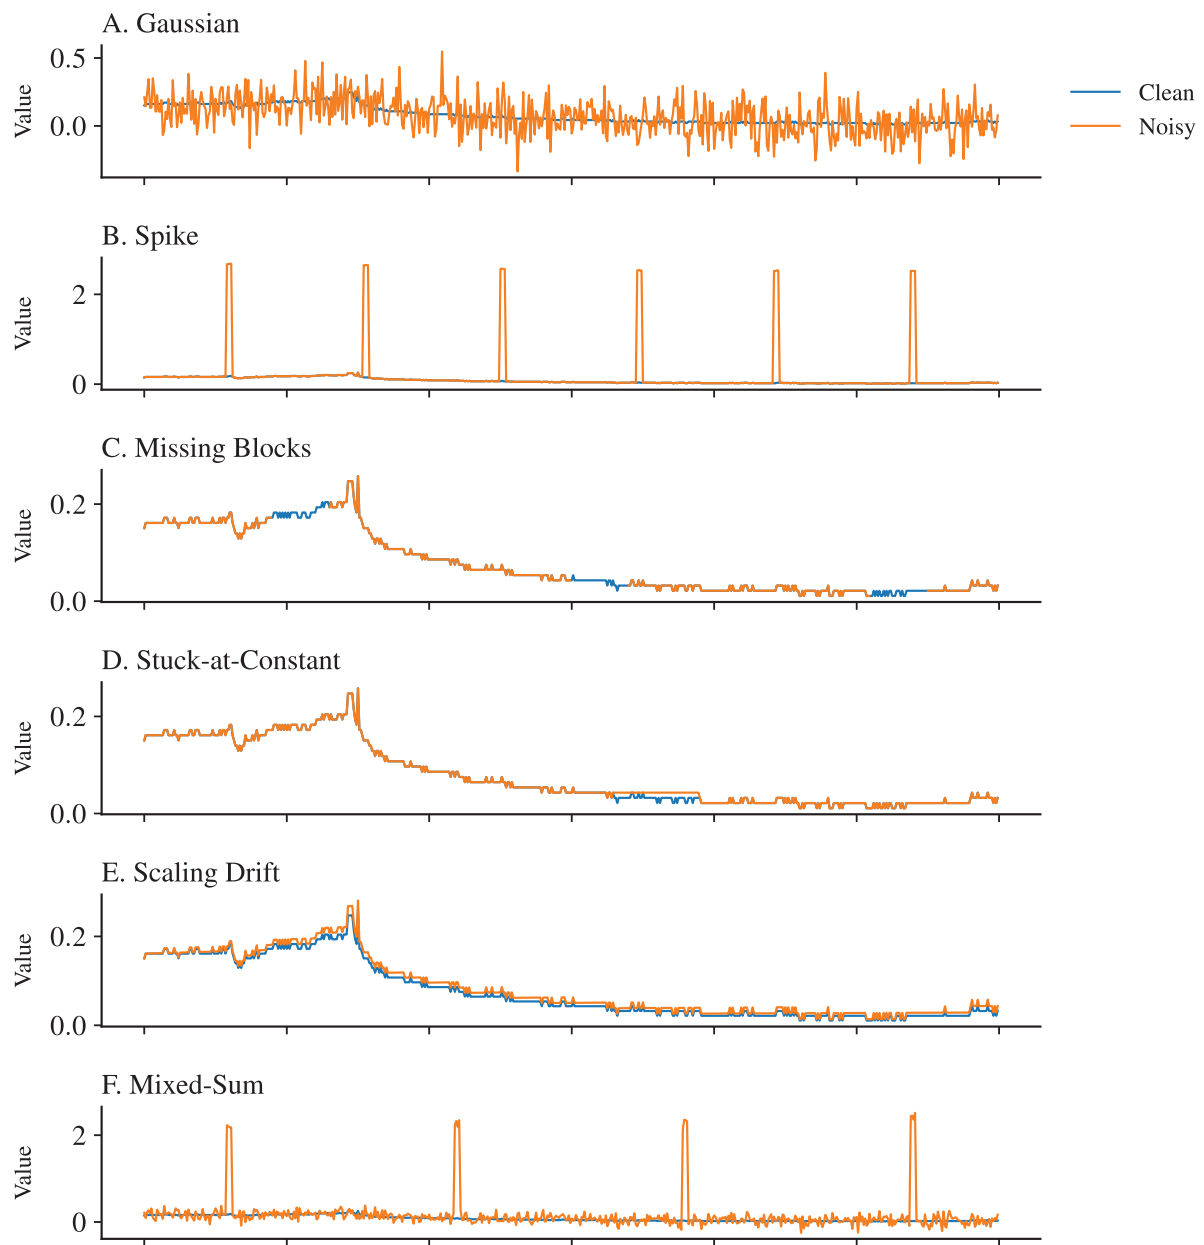 A. Gaussian
0.5
0.0
Value
Clean
Noisy
B. Spike
2
0
Value
C. Missing Blocks
0.2
0.0
Value
D. Stuck-at-Constant
0.2
0.0
Value
E. Scaling Drift
0.2
0.0
Value
F. Mixed-Sum
2
0
Value